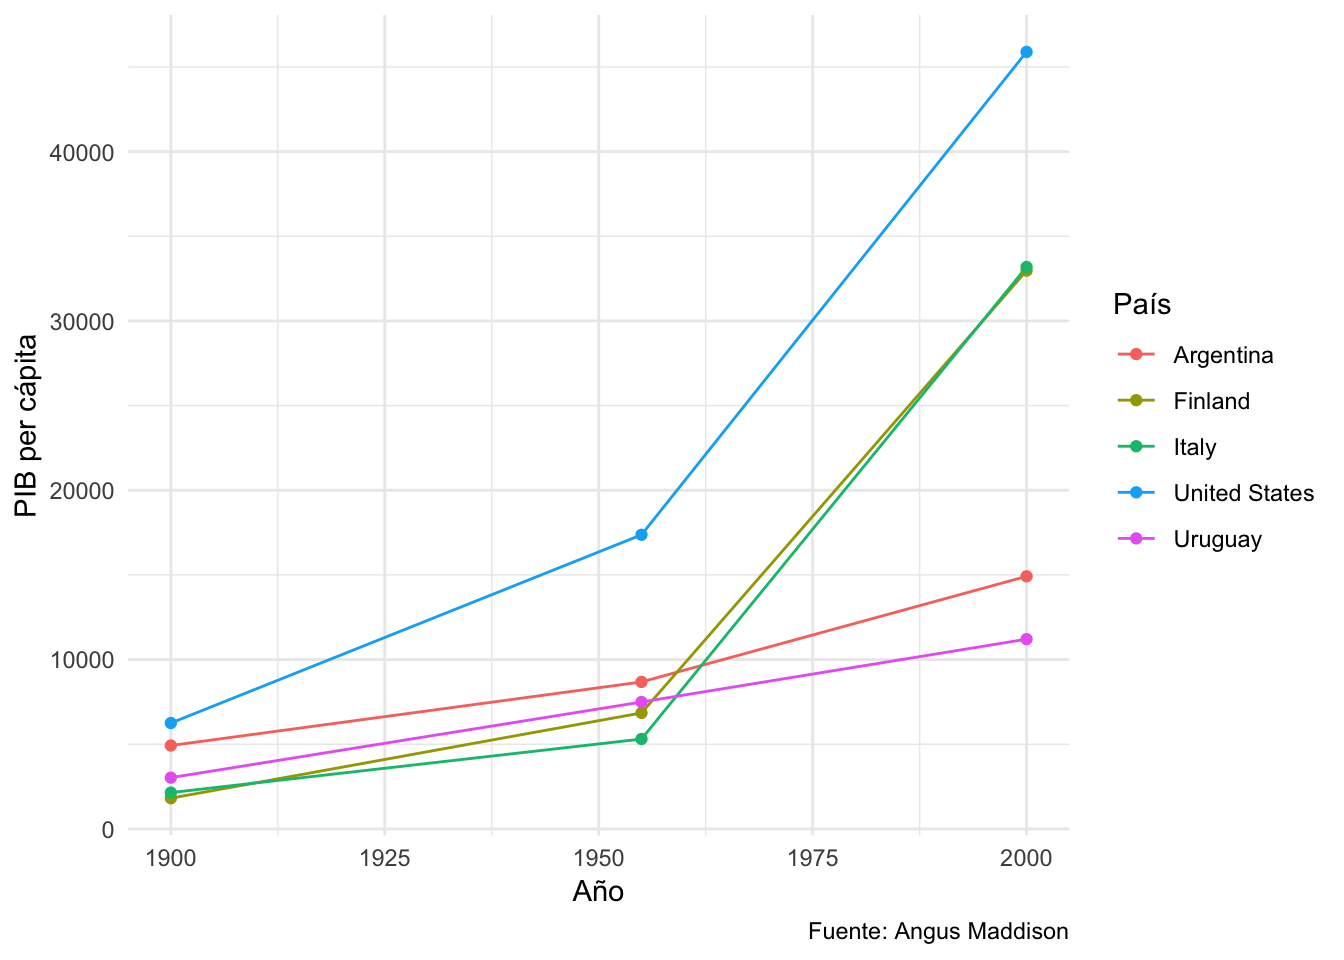 PIB per cápita
40000
30000
20000
10000
0
1900 1925 1950 1975 2000
Año
País
Argentina
Finland
Italy
United States
Uruguay
Fuente: Angus Maddison